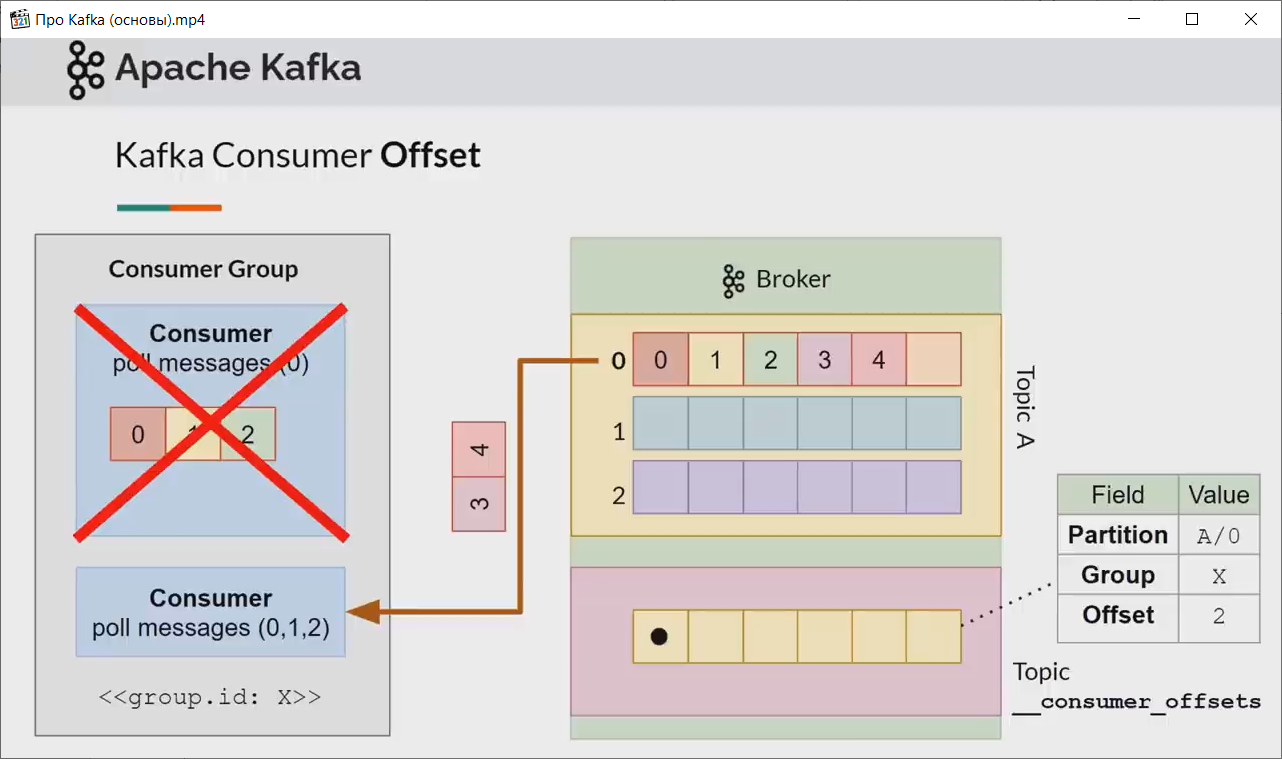 Про Kafka (основы).mp4
Apache Kafka
Kafka Consumer Offset
Consumer Group
Consumer
poll messages (0)
0 1 2
Consumer
poll messages (0,1,2)
<<group.id: X>>
4
3
Broker
0 0 1 2 3 4
1
2
Topic A
Field Value
Partition A/0
Group X
Offset 2
Topic
__consumer_offsets